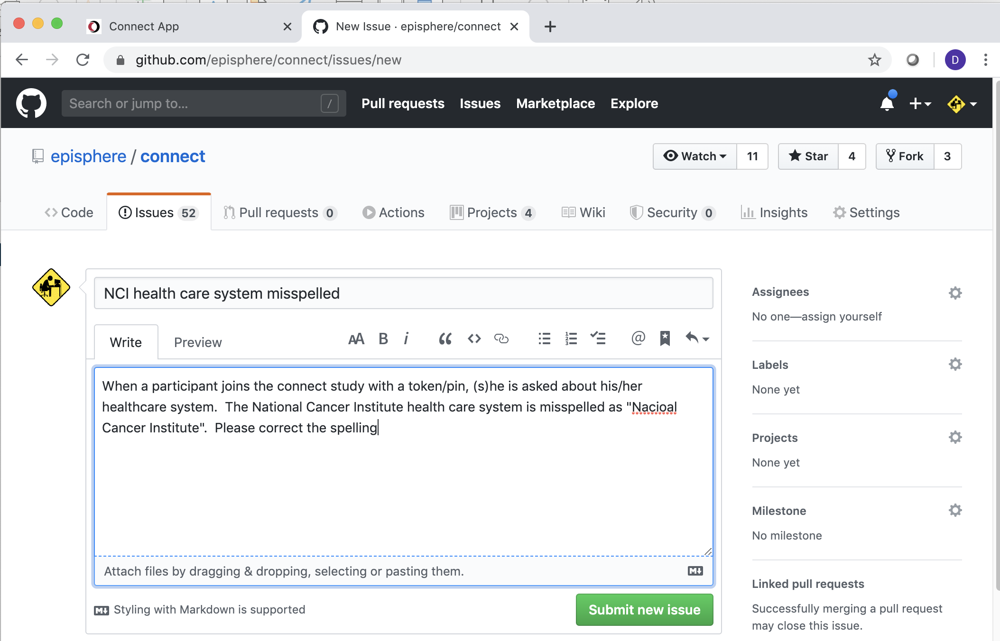 Connect App
New Issue · episphere/connect
github.com/episphere/connect/issues/new
D
Search or jump to...
/
Pull requests Issues Marketplace Explore
episphere / connect
Watch 11
Star 4
Fork 3
Code
Issues 52
Pull requests 0
Actions
Projects 4
Wiki
Security 0
Insights
Settings
NCI health care system misspelled
Write Preview
AA B i
When a participant joins the connect study with a token/pin, (s)he is asked about his/her
healthcare system.  The National Cancer Institute health care system is misspelled as "Nacioal
Cancer Institute".  Please correct the spelling
Attach files by dragging & dropping, selecting or pasting them.
Styling with Markdown is supported
Submit new issue
Assignees
No one—assign yourself
Labels
None yet
Projects
None yet
Milestone
No milestone
Linked pull requests
Successfully merging a pull request
may close this issue.